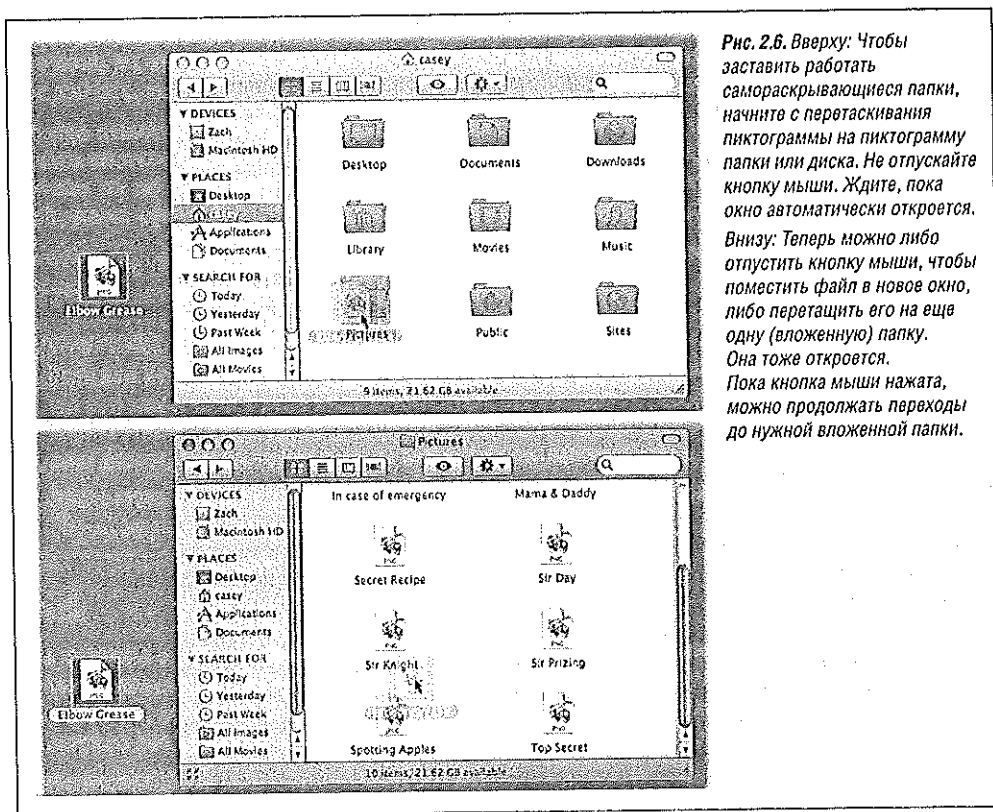 casey
DEVICES
Zach
Macintosh HD
PLACES
Desktop
casey
Applications
Documents
SEARCH FOR
Today
Yesterday
Past Week
All Images
All Movies
Desktop
Documents
Downloads
Library
Movies
Music
Pictures
Public
Sites
9 items, 21.62 GB available
Elbow Grease
Рис. 2.6. Вверху: Чтобы
заставить работать
самораскрывающиеся папки,
начните с перетаскивания
пиктограммы на пиктограмму
папки или диска. Не отпускайте
кнопку мыши. Ждите, пока
окно автоматически откроется.
Внизу: Теперь можно либо
отпустить кнопку мыши, чтобы
поместить файл в новое окно,
либо перетащить его на еще
одну (вложенную) папку.
Она тоже откроется.
Пока кнопка мыши нажата,
можно продолжать переходы
до нужной вложенной папки.
Pictures
DEVICES
Zach
Macintosh HD
PLACES
Desktop
casey
Applications
Documents
SEARCH FOR
Today
Yesterday
Past Week
All Images
All Movies
In case of emergency
Mama & Daddy
Secret Recipe
Sir Day
Sir Knight
Sir Prizing
Spotting Apples
Top Secret
10 items, 21.62 GB available
Elbow Grease